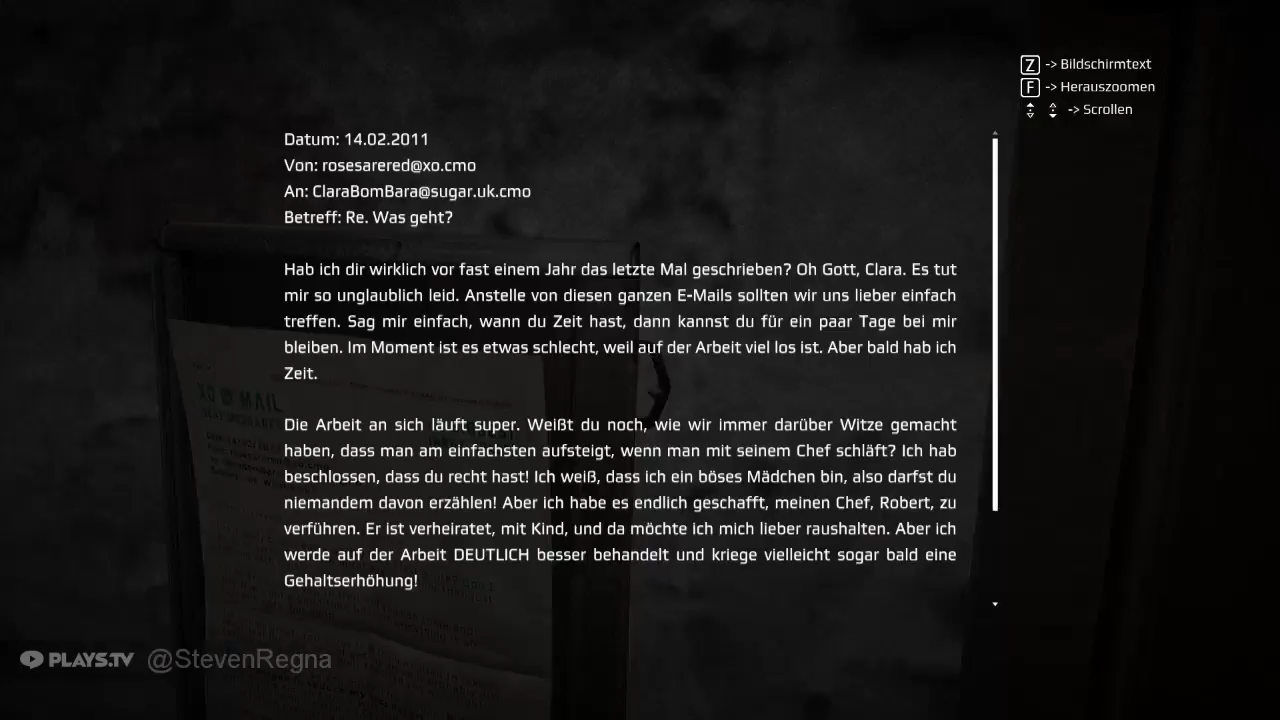 Z -> Bildschirmtext
F -> Herauszoomen
-> Scrollen
Datum: 14.02.2011
Von: rosesarered@xo.cmo
An: ClaraBomBara@sugar.uk.cmo
Betreff: Re. Was geht?
Hab ich dir wirklich vor fast einem Jahr das letzte Mal geschrieben? Oh Gott, Clara. Es tut
mir so unglaublich leid. Anstelle von diesen ganzen E-Mails sollten wir uns lieber einfach
treffen. Sag mir einfach, wann du Zeit hast, dann kannst du für ein paar Tage bei mir
bleiben. Im Moment ist es etwas schlecht, weil auf der Arbeit viel los ist. Aber bald hab ich
Zeit.
Die Arbeit an sich läuft super. Weißt du noch, wie wir immer darüber Witze gemacht
haben, dass man am einfachsten aufsteigt, wenn man mit seinem Chef schläft? Ich hab
beschlossen, dass du recht hast! Ich weiß, dass ich ein böses Mädchen bin, also darfst du
niemandem davon erzählen! Aber ich habe es endlich geschafft, meinen Chef, Robert, zu
verführen. Er ist verheiratet, mit Kind, und da möchte ich mich lieber raushalten. Aber ich
werde auf der Arbeit DEUTLICH besser behandelt und kriege vielleicht sogar bald eine
Gehaltserhöhung!
XO MAIL
PLAYS.TV @StevenRegna